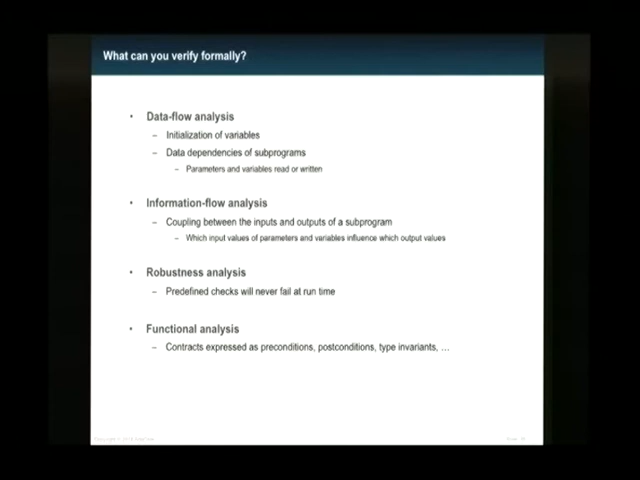 What can you verify formally?
• Data-flow analysis
– Initialization of variables
– Data dependencies of subprograms
– Parameters and variables read or written
• Information-flow analysis
– Coupling between the inputs and outputs of a subprogram
– Which input values of parameters and variables influence which output values
• Robustness analysis
– Predefined checks will never fail at run time
• Functional analysis
– Contracts expressed as preconditions, postconditions, type invariants, …